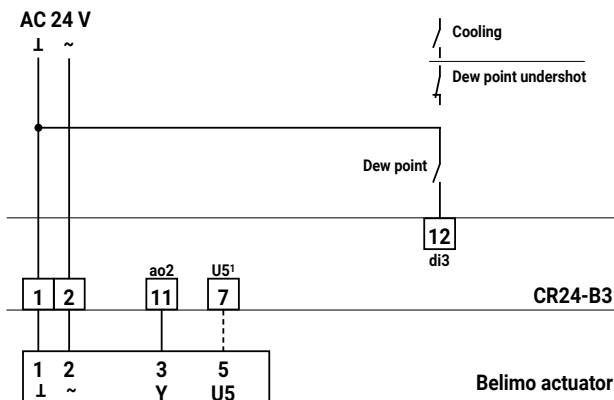 AC 24 V
⊥ ~
Cooling
Dew point undershot
Dew point
12
di3
ao2 U5¹
1 2 11 7
CR24-B3
1 2 3 5
⊥ ~ Y U5
Belimo actuator